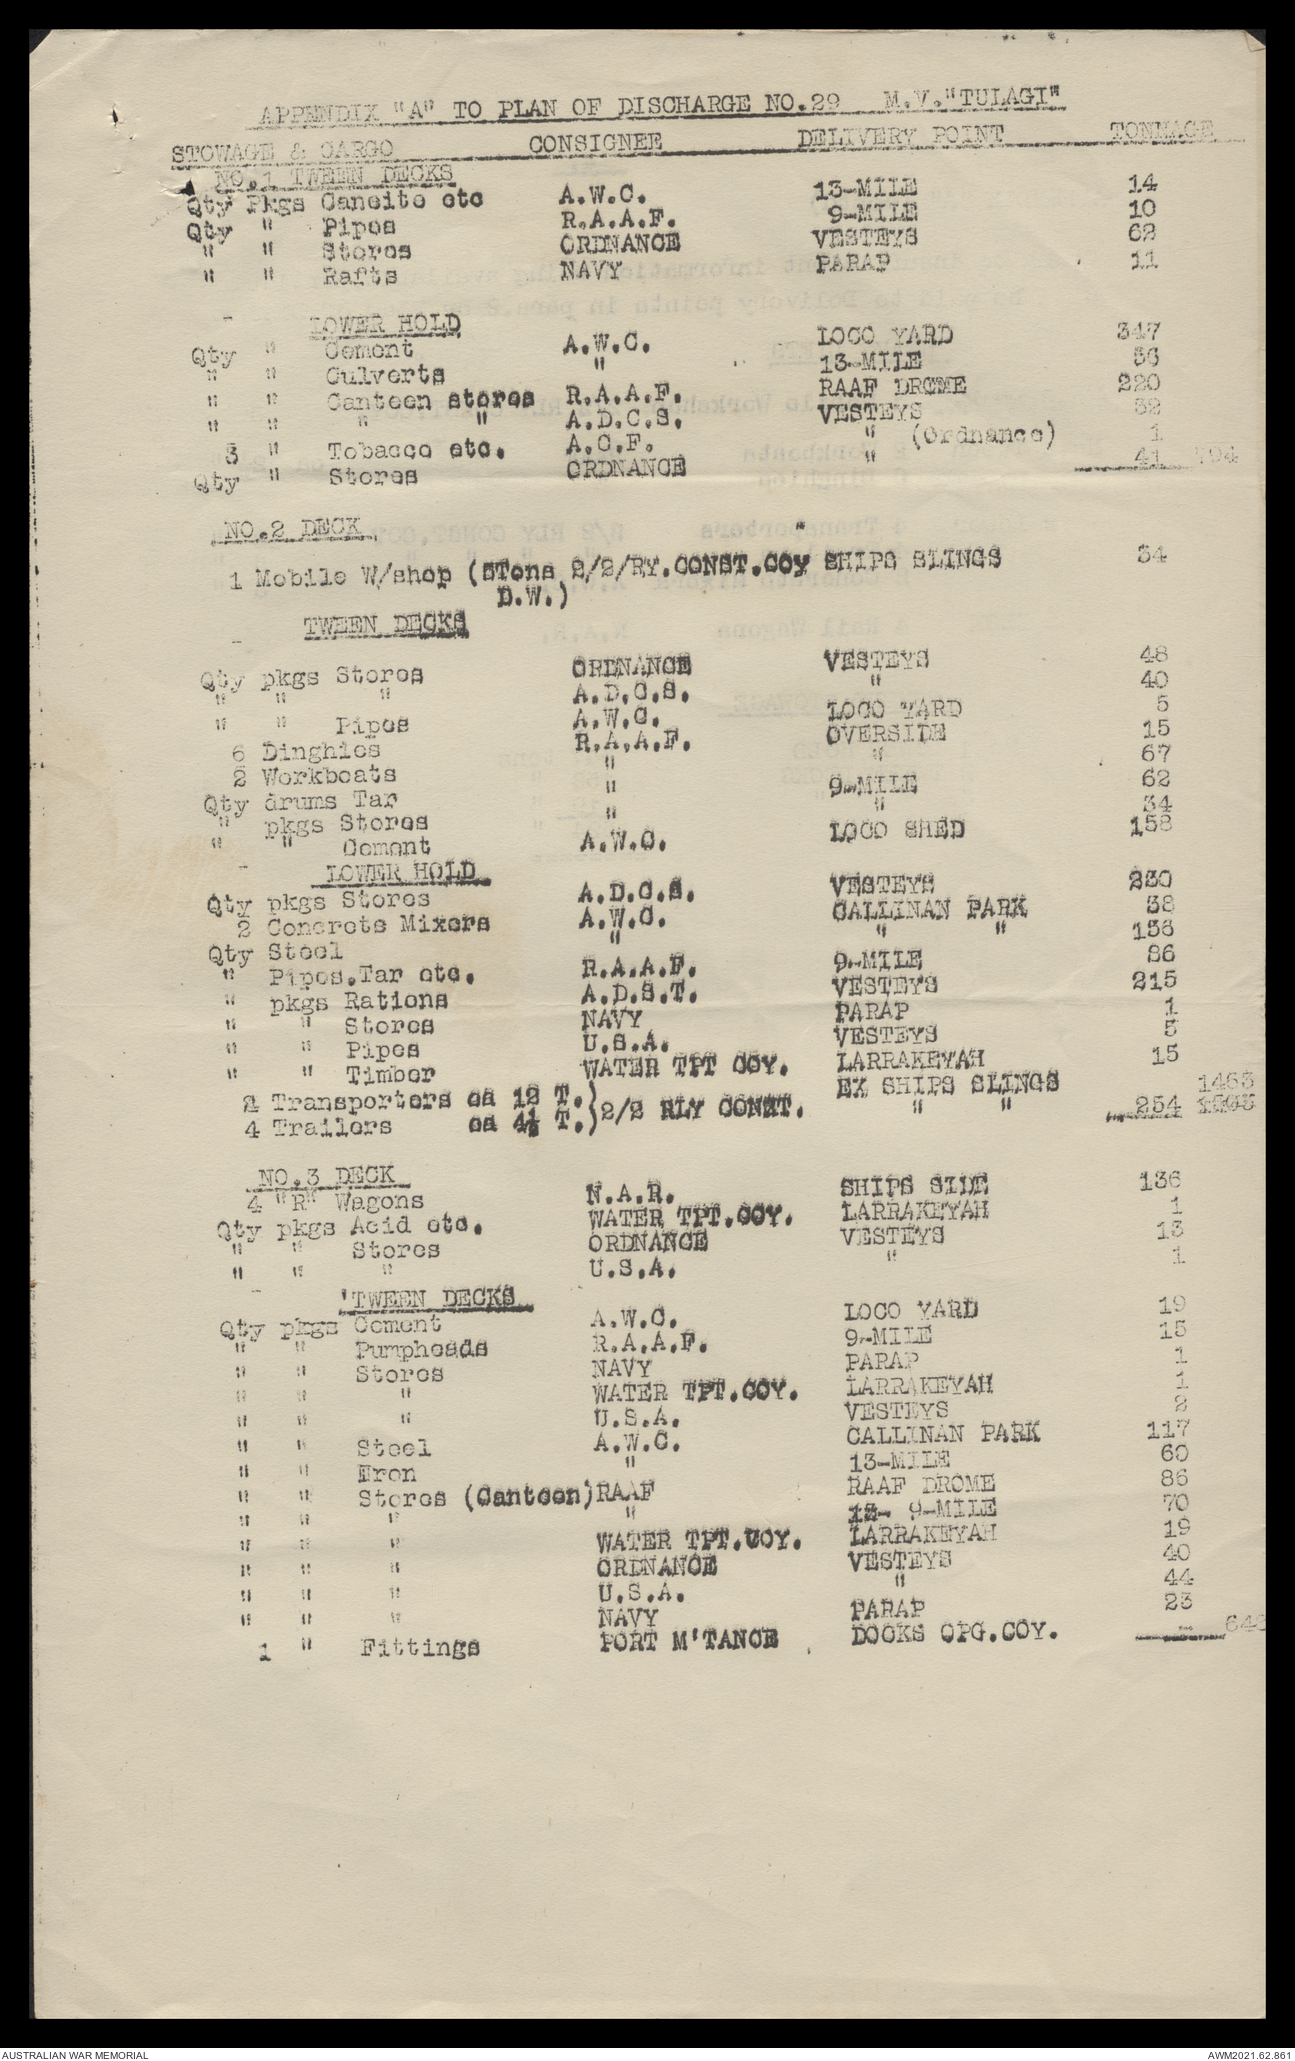 APPENDIX "A" TO PLAN OF DISCHARGE NO.29 M.V."TULAGI"
STOWAGE & CARGO CONSIGNEE DELIVERY POINT TONNAGE
NO.1 TWEEN DECKS
Qty Pkgs Caneite etc A.W.C. 13-MILE 14
Qty " Pipes R.A.A.F. 9-MILE 10
" " Stores ORDNANCE VESTEYS 62
" " Rafts NAVY PARAP 11
LOWER HOLD
Qty " Cement A.W.C. LOCO YARD 347
" " Culverts " 13-MILE 56
" " Canteen stores R.A.A.F. RAAF DROME 220
" " " " A.D.C.S. VESTEYS 32
3 " Tobacco etc. A.C.F. " (Ordnance) 1
Qty " Stores ORDNANCE " 41 794
NO.2 DECK
1 Mobile W/shop (5Tons 2/2/RY.CONST.COy SHIPS SLINGS 34
D.W.)
TWEEN DECKS
Qty pkgs Stores ORDNANCE VESTEYS 48
" " " A.D.C.S. " 40
" " Pipes A.W.C. LOCO YARD 5
6 Dinghies R.A.A.F. OVERSIDE 15
2 Workboats " " 67
Qty drums Tar " 9-MILE 62
" pkgs Stores " " 34
" " Cement A.W.C. LOCO SHED 158
LOWER HOLD
Qty pkgs Stores A.D.C.S. VESTEYS 230
2 Concrete Mixers A.W.C. CALLINAN PARK 38
Qty Steel " " " 156
" Pipes.Tar etc. R.A.A.F. 9-MILE 86
" pkgs Rations A.D.S.T. VESTEYS 215
" " Stores NAVY PARAP 1
" " Pipes U.S.A. VESTEYS 5
" " Timber WATER TPT COY. LARRAKEYAH 15
4 Transporters ea 12 T.} 2/2 RLY CONST. EX SHIPS SLINGS 1463
4 Trailers ea 4½ T.} " " 254 1503
NO.3 DECK
4 "R" Wagons N.A.R. SHIPS SIDE 136
Qty pkgs Acid etc. WATER TPT.COY. LARRAKEYAH 1
" " Stores ORDNANCE VESTEYS 13
" " " U.S.A. " 1
'TWEEN DECKS
Qty pkgs Cement A.W.C. LOCO YARD 19
" " Pumpheads R.A.A.F. 9-MILE 15
" " Stores NAVY PARAP 1
" " " WATER TPT.COY. LARRAKEYAH 1
" " " U.S.A. VESTEYS 2
" " Steel A.W.C. CALLINAN PARK 117
" " Iron " 13-MILE 60
" " Stores (Canteen) RAAF RAAF DROME 86
" " " " 9-MILE 70
" " " WATER TPT.COY. LARRAKEYAH 19
" " " ORDNANCE VESTEYS 40
" " " U.S.A. " 44
" " " NAVY PARAP 23
1 " Fittings PORT M'TANCE DOCKS OPG.COY. -
AUSTRALIAN WAR MEMORIAL AWM2021.62.861